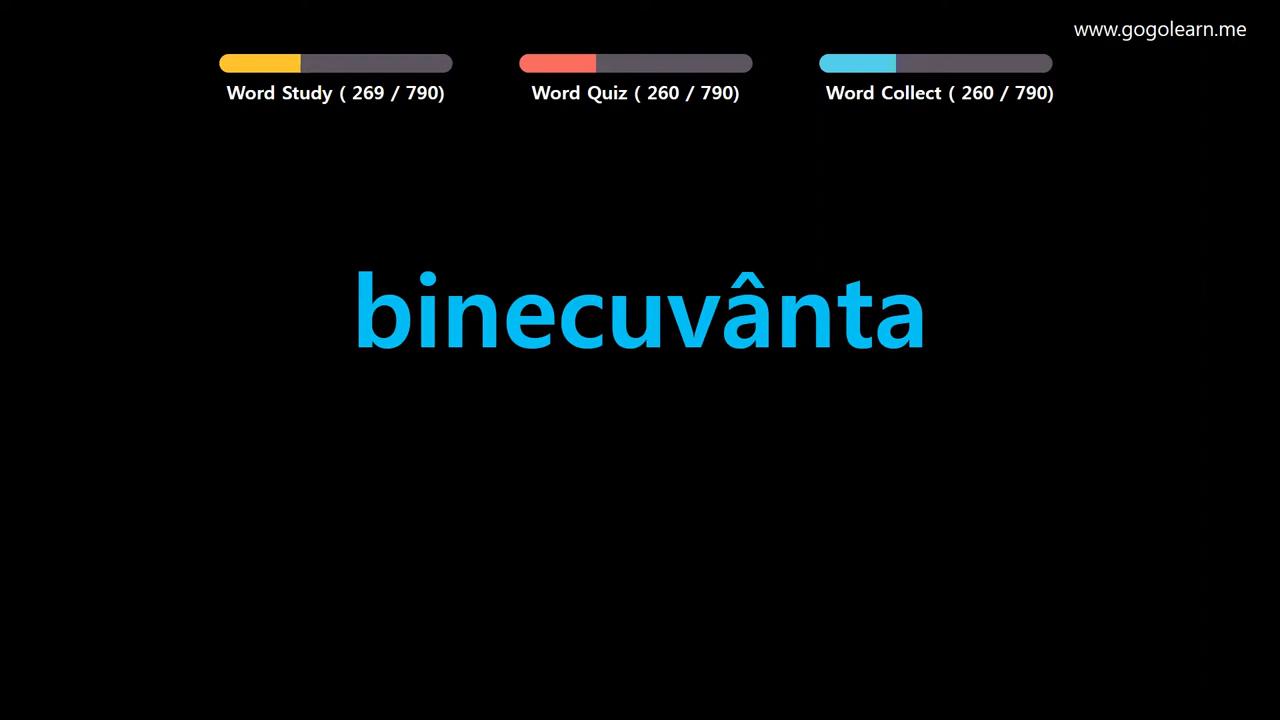 www.gogolearn.me
Word Study ( 269 / 790)
Word Quiz ( 260 / 790)
Word Collect ( 260 / 790)
binecuvânta